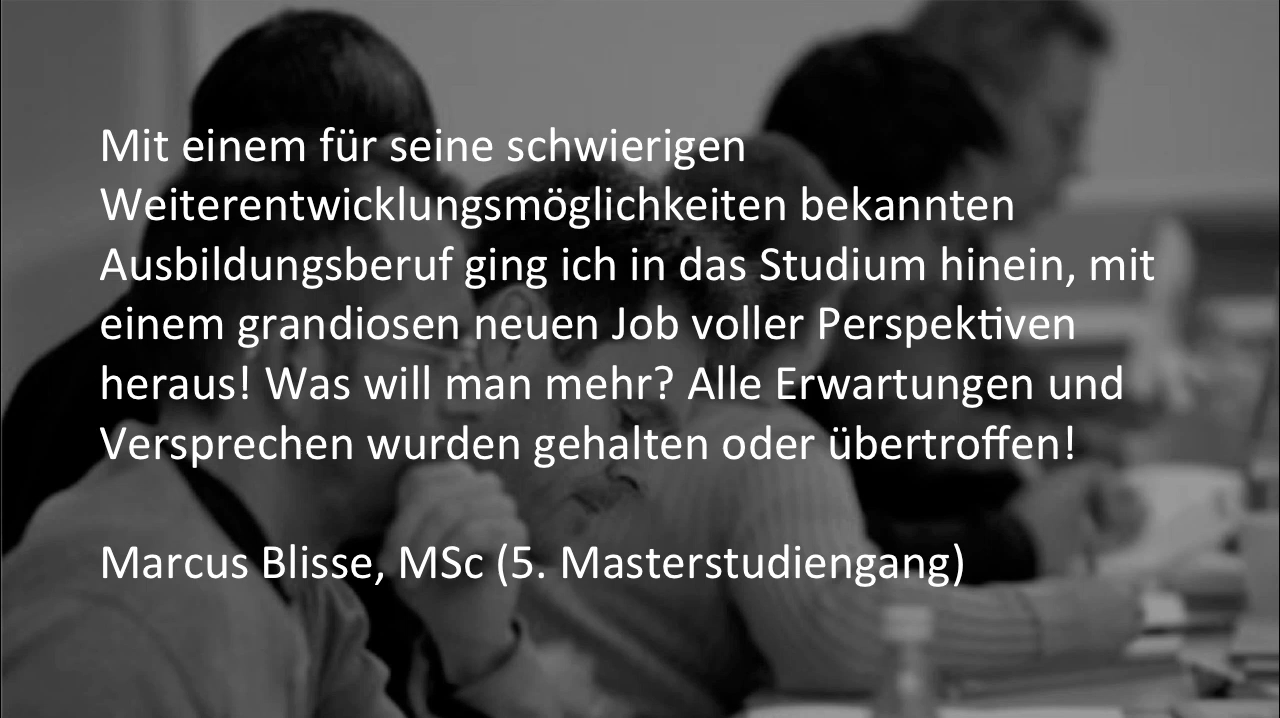 Mit einem für seine schwierigen
Weiterentwicklungsmöglichkeiten bekannten
Ausbildungsberuf ging ich in das Studium hinein, mit
einem grandiosen neuen Job voller Perspektiven
heraus! Was will man mehr? Alle Erwartungen und
Versprechen wurden gehalten oder übertroffen!
Marcus Blisse, MSc (5. Masterstudiengang)